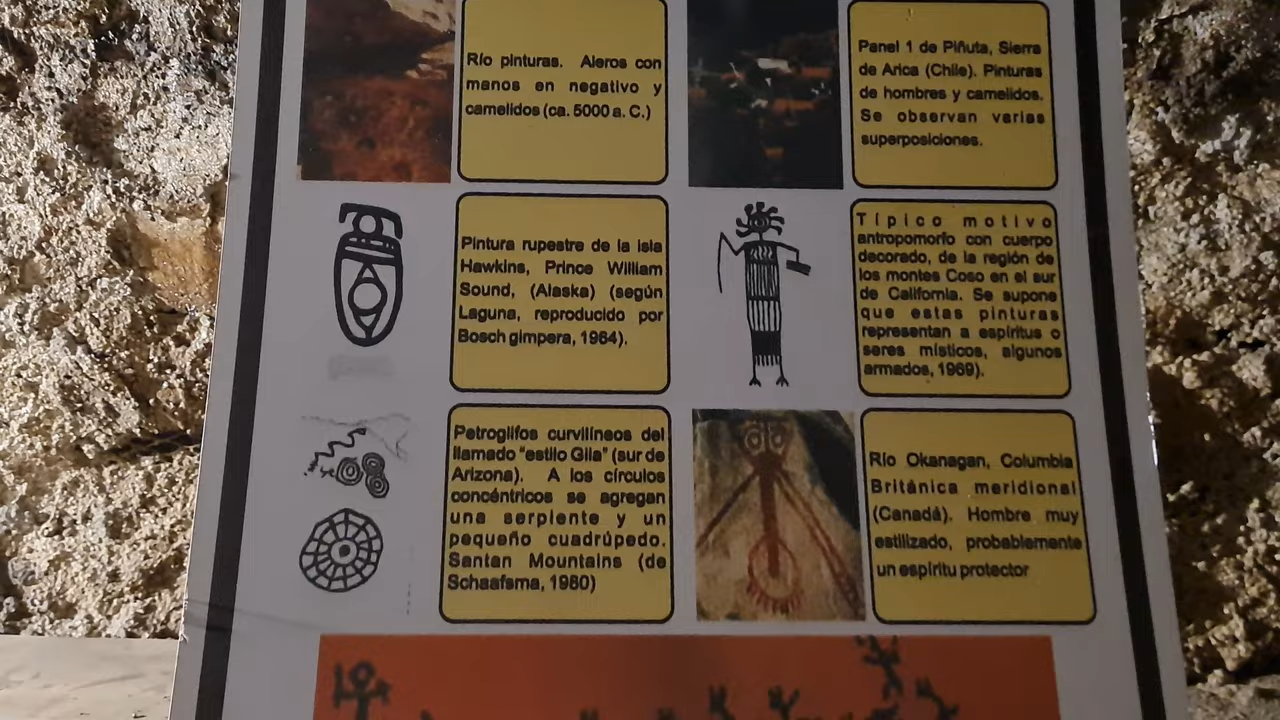 Río pinturas. Aleros con
manos en negativo y
camelidos (ca. 5000 a. C.)
Panel 1 de Piñuta, Sierra
de Arica (Chile). Pinturas
de hombres y camelidos.
Se observan varias
superposiciones.
Pintura rupestre de la isla
Hawkins, Prince William
Sound, (Alaska) (según
Laguna, reproducido por
Bosch gimpera, 1964).
Típico motivo
antropomorfo con cuerpo
decorado, de la región de
los montes Coso en el sur
de California. Se supone
que estas pinturas
representan a espíritus o
seres místicos, algunos
armados, 1969).
Petroglifos curvilíneos del
llamado "estilo Gila" (sur de
Arizona). A los círculos
concéntricos se agregan
una serpiente y un
pequeño cuadrúpedo.
Santan Mountains (de
Schaafsma, 1980)
Río Okanagan, Columbia
Británica meridional
(Canadá). Hombre muy
estilizado, probablemente
un espíritu protector